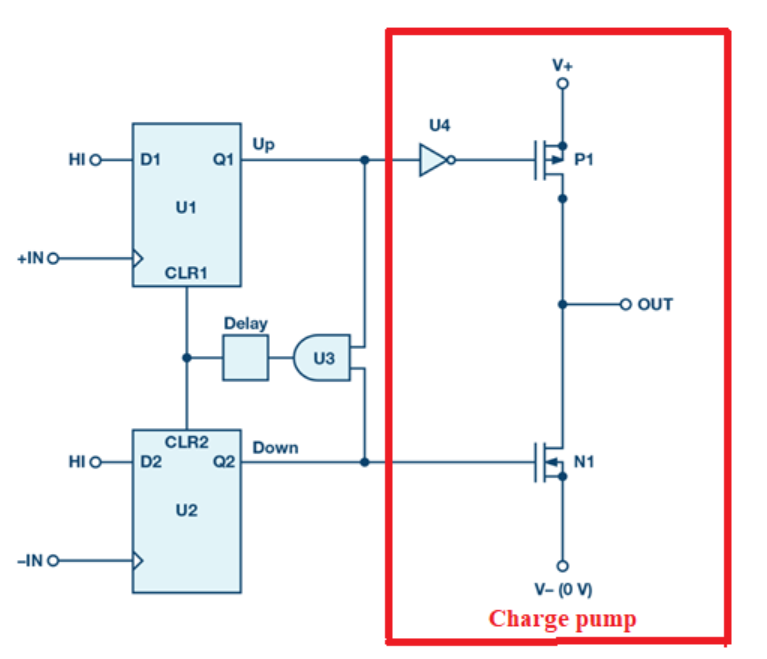 V+
U4
HI
D1
Q1
Up
P1
U1
+IN
CLR1
OUT
Delay
U3
CLR2
HI
D2
Q2
Down
N1
U2
–IN
V– (0 V)
Charge pump